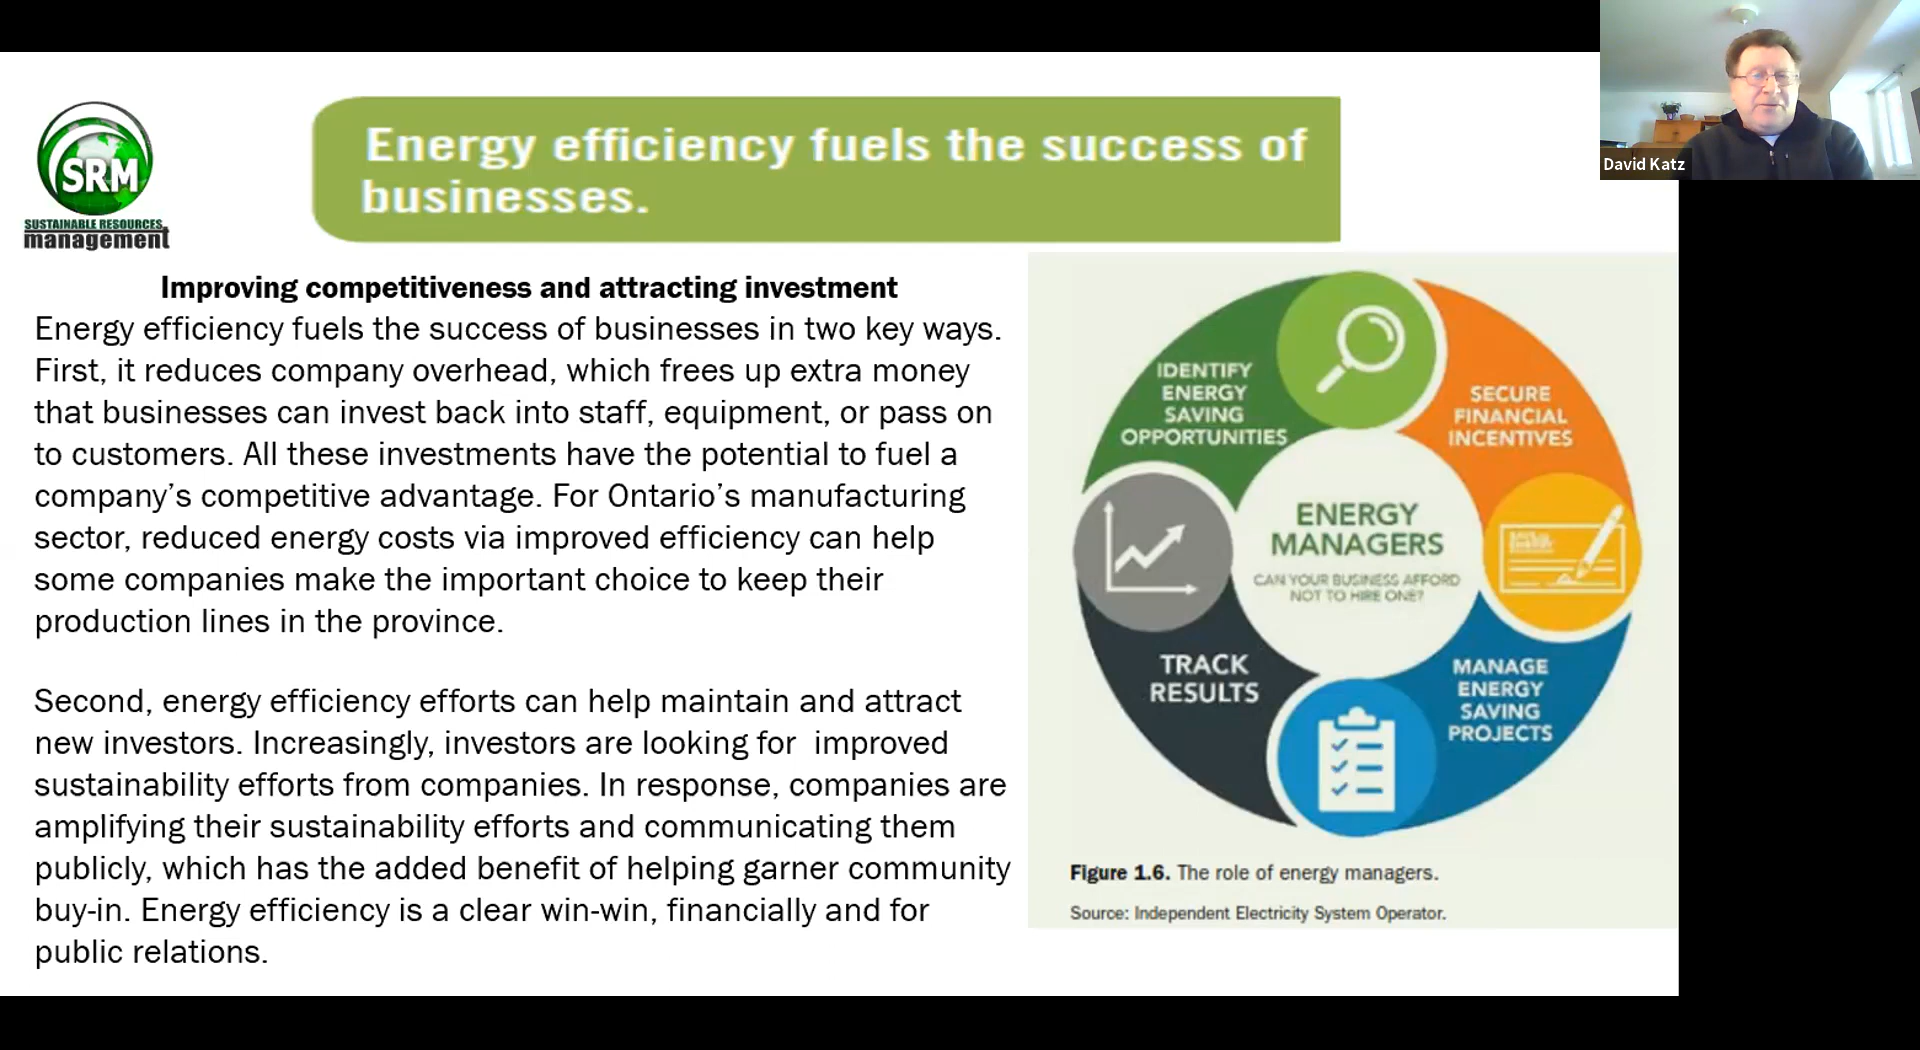 David Katz
SRM
SUSTAINABLE RESOURCES
management
Energy efficiency fuels the success of
businesses.
Improving competitiveness and attracting investment
Energy efficiency fuels the success of businesses in two key ways.
First, it reduces company overhead, which frees up extra money
that businesses can invest back into staff, equipment, or pass on
to customers. All these investments have the potential to fuel a
company’s competitive advantage. For Ontario’s manufacturing
sector, reduced energy costs via improved efficiency can help
some companies make the important choice to keep their
production lines in the province.
Second, energy efficiency efforts can help maintain and attract
new investors. Increasingly, investors are looking for  improved
sustainability efforts from companies. In response, companies are
amplifying their sustainability efforts and communicating them
publicly, which has the added benefit of helping garner community
buy-in. Energy efficiency is a clear win-win, financially and for
public relations.
IDENTIFY
ENERGY
SAVING
OPPORTUNITIES
SECURE
FINANCIAL
INCENTIVES
ENERGY
MANAGERS
CAN YOUR BUSINESS AFFORD
NOT TO HIRE ONE?
TRACK
RESULTS
MANAGE
ENERGY
SAVING
PROJECTS
Figure 1.6. The role of energy managers.
Source: Independent Electricity System Operator.